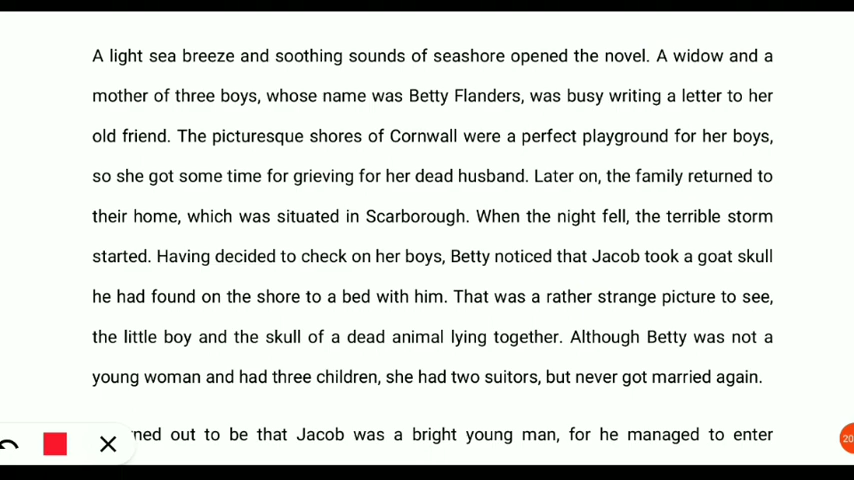 A light sea breeze and soothing sounds of seashore opened the novel. A widow and a
mother of three boys, whose name was Betty Flanders, was busy writing a letter to her
old friend. The picturesque shores of Cornwall were a perfect playground for her boys,
so she got some time for grieving for her dead husband. Later on, the family returned to
their home, which was situated in Scarborough. When the night fell, the terrible storm
started. Having decided to check on her boys, Betty noticed that Jacob took a goat skull
he had found on the shore to a bed with him. That was a rather strange picture to see,
the little boy and the skull of a dead animal lying together. Although Betty was not a
young woman and had three children, she had two suitors, but never got married again.
out to be that Jacob was a bright young man, for he managed to enter
20